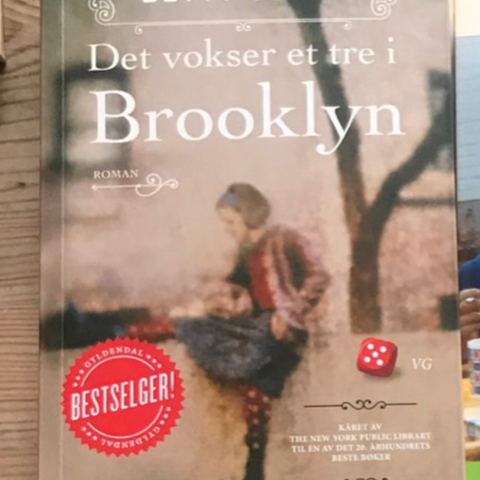 Det vokser et tre i
Brooklyn
ROMAN
VG
GYLDENDAL
BESTSELGER!
GYLDENDAL
KÅRET AV
THE NEW YORK PUBLIC LIBRARY
TIL EN AV DET 20. ÅRHUNDRETS
BESTE BØKER